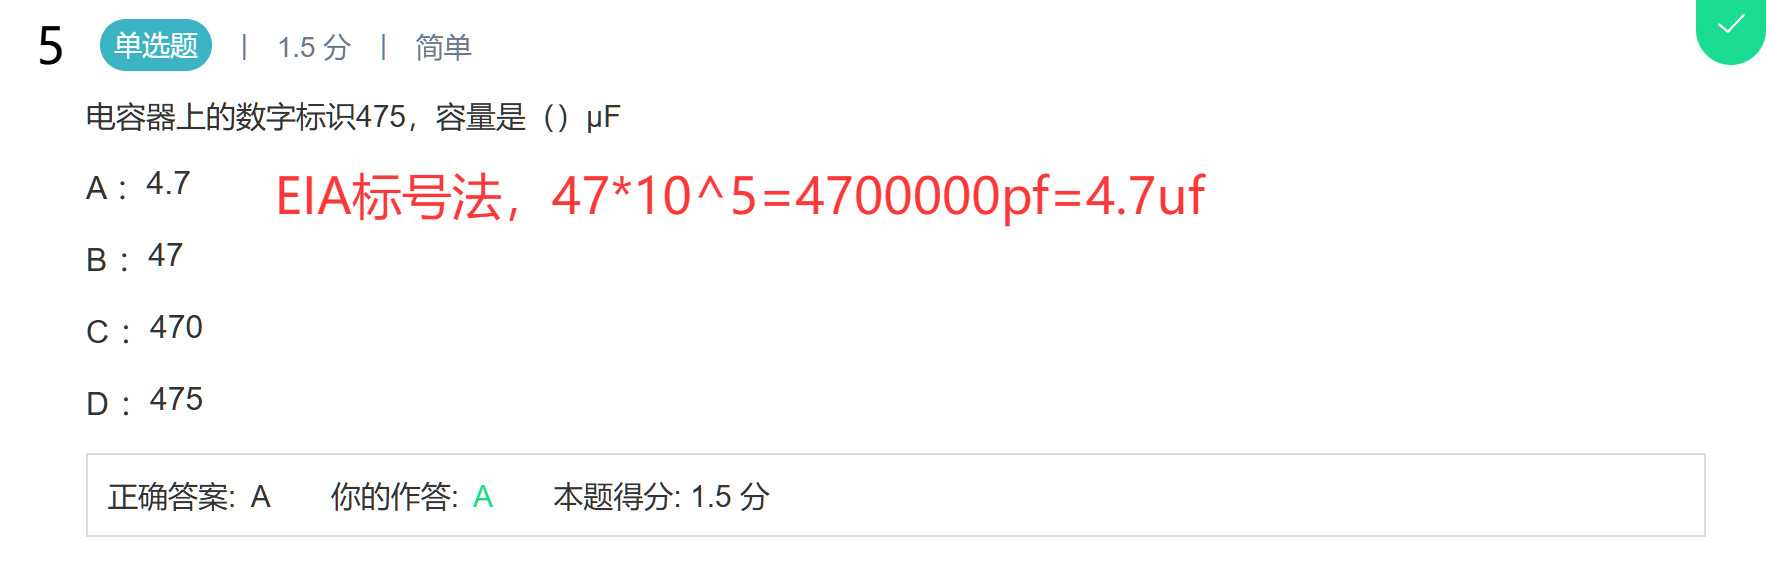 5 单选题 | 1.5 分 | 简单
电容器上的数字标识475，容量是（）μF
A： 4.7
EIA标号法，47*10^5=4700000pf=4.7uf
B： 47
C： 470
D： 475
正确答案: A 你的作答: A 本题得分: 1.5 分